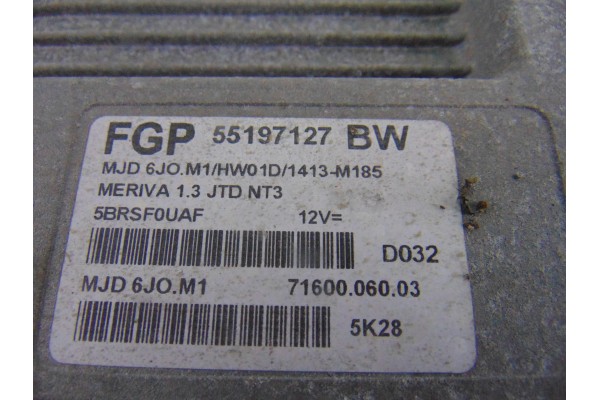 FGP 55197127 BW
MJD 6JO.M1/HW01D/1413-M185
MERIVA 1.3 JTD NT3
5BRSF0UAF 12V=
D032
MJD 6JO.M1 71600.060.03
5K28